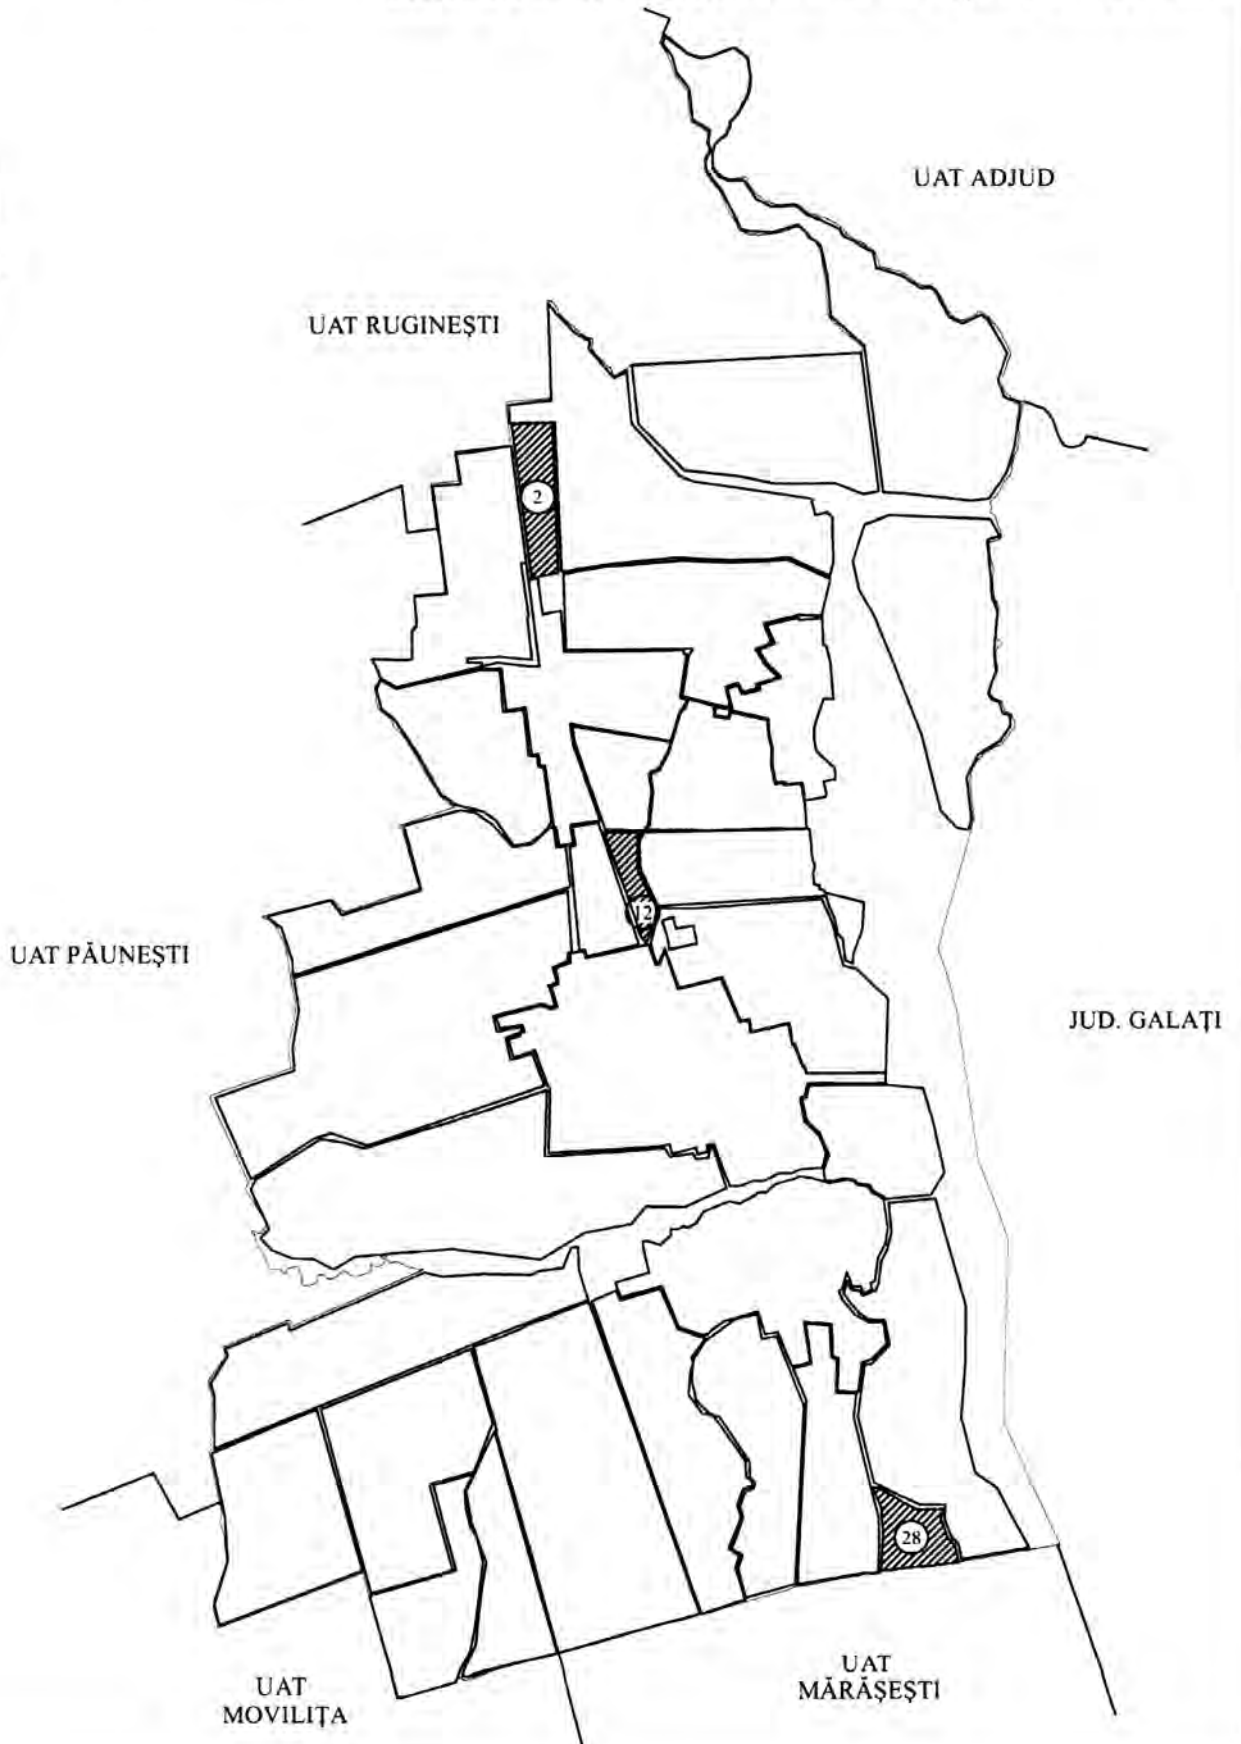 UAT ADJUD
UAT RUGINEȘTI
2
12
UAT PĂUNEȘTI
JUD. GALAȚI
28
UAT
MOVILIȚA
UAT
MĂRĂȘEȘTI